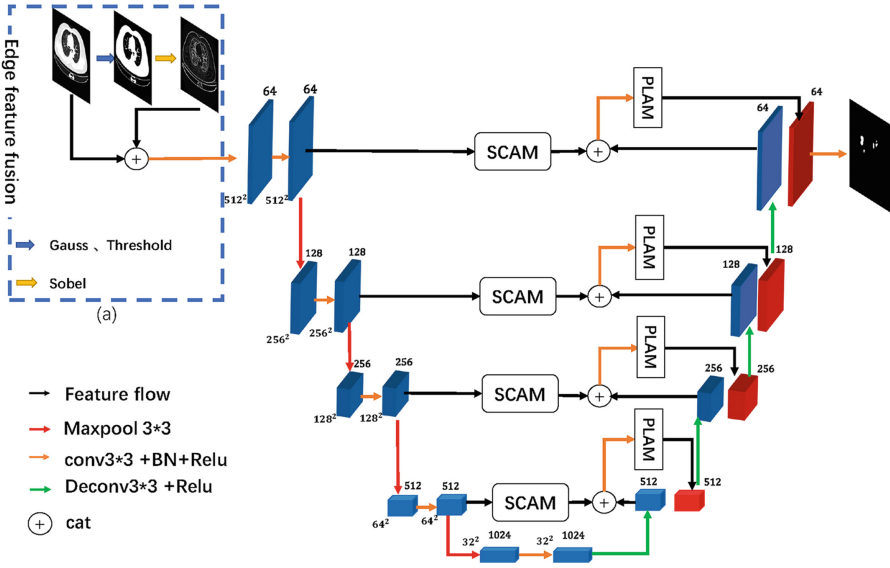 Edge feature fusion
Gauss 、Threshold
Sobel
(a)
64
64
512²
512²
SCAM
PLAM
64
64
128
128
256²
256²
SCAM
PLAM
128
128
256
256
128²
128²
SCAM
PLAM
256
256
512
512
64²
64²
SCAM
PLAM
512
512
32²
1024
32²
1024
Feature flow
Maxpool 3*3
conv3*3 +BN+Relu
Deconv3*3 +Relu
cat